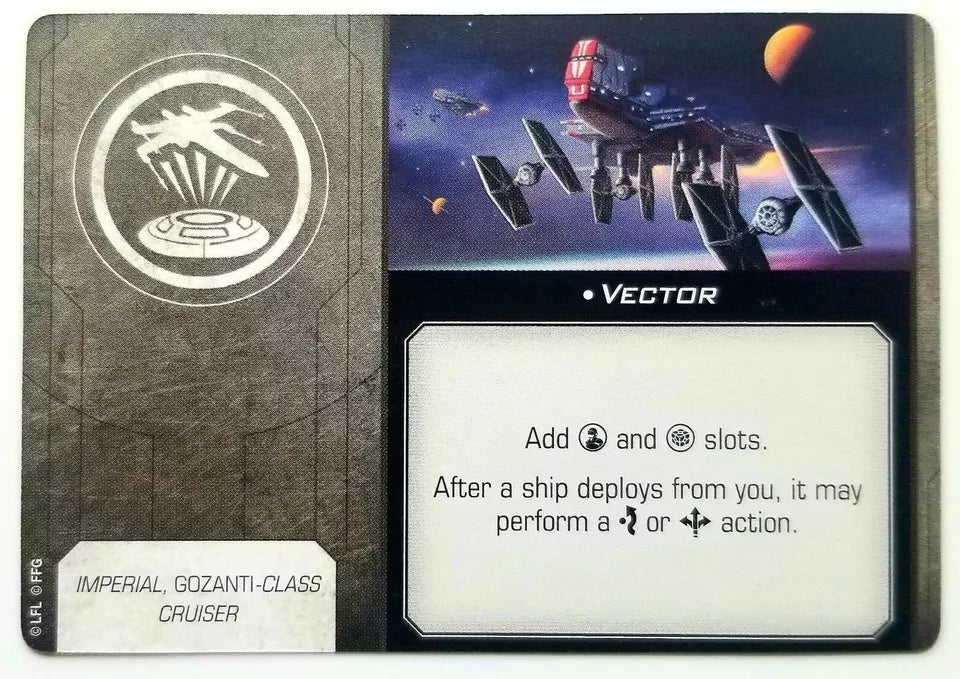 • VECTOR
Add and slots.
After a ship deploys from you, it may
perform a or action.
IMPERIAL, GOZANTI-CLASS
CRUISER
© LFL © FFG